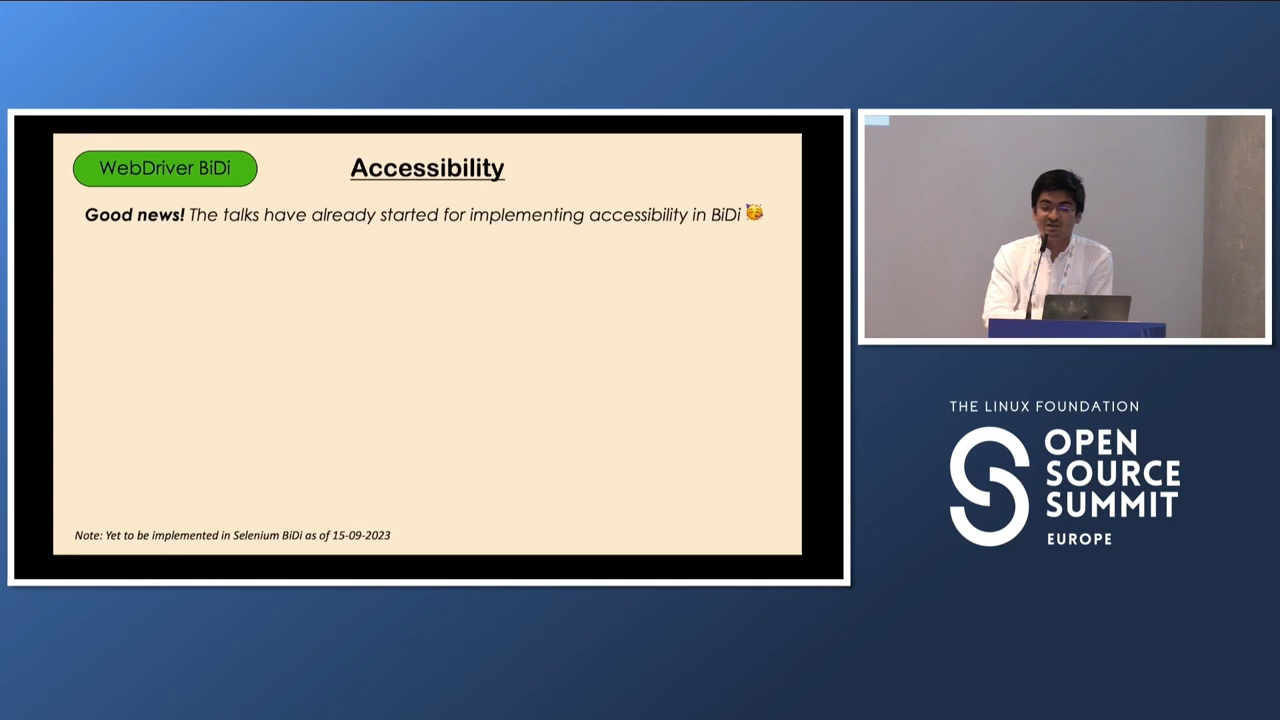 WebDriver BiDi
Accessibility
Good news! The talks have already started for implementing accessibility in BiDi 🥳
Note: Yet to be implemented in Selenium BiDi as of 15-09-2023
THE LINUX FOUNDATION
OPEN
SOURCE
SUMMIT
EUROPE